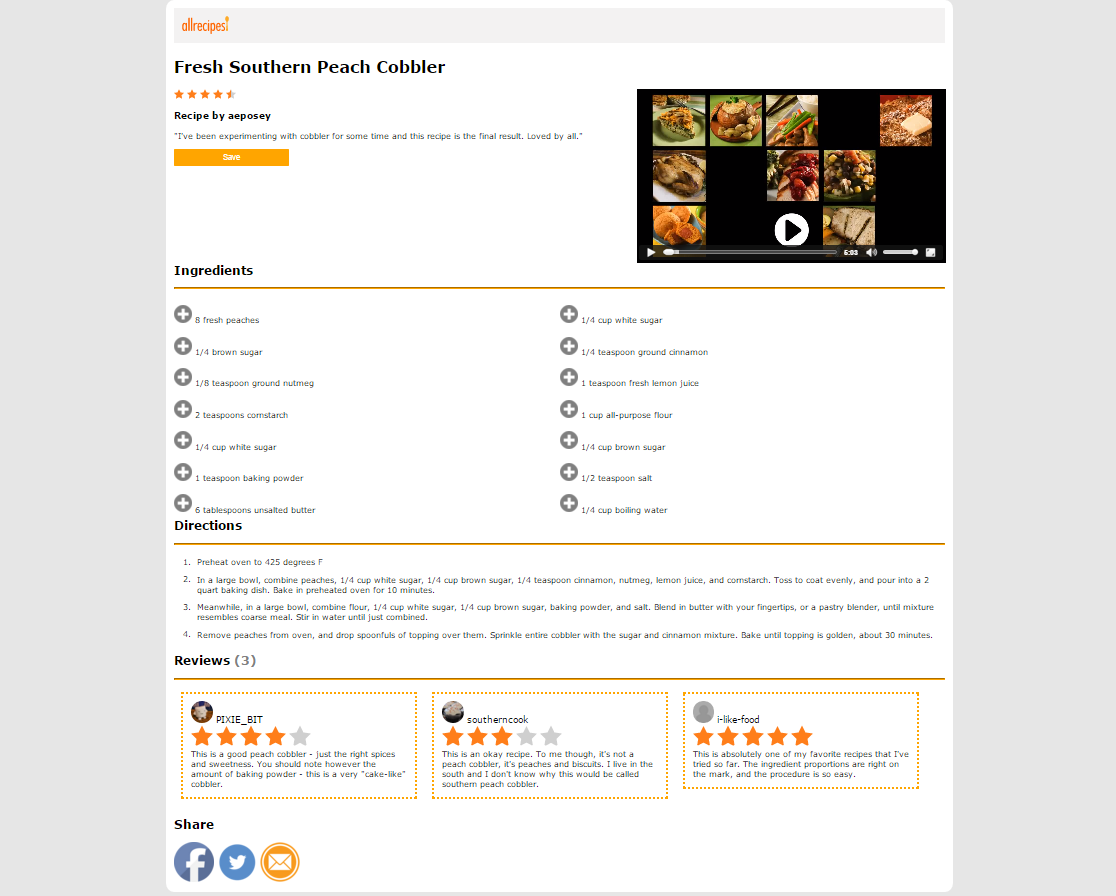 allrecipes
Fresh Southern Peach Cobbler
Recipe by aeposey
"I've been experimenting with cobbler for some time and this recipe is the final result. Loved by all."
Save
6:03
Ingredients
8 fresh peaches
1/4 cup white sugar
1/4 brown sugar
1/4 teaspoon ground cinnamon
1/8 teaspoon ground nutmeg
1 teaspoon fresh lemon juice
2 teaspoons cornstarch
1 cup all-purpose flour
1/4 cup white sugar
1/4 cup brown sugar
1 teaspoon baking powder
1/2 teaspoon salt
6 tablespoons unsalted butter
1/4 cup boiling water
Directions
1. Preheat oven to 425 degrees F
2. In a large bowl, combine peaches, 1/4 cup white sugar, 1/4 cup brown sugar, 1/4 teaspoon cinnamon, nutmeg, lemon juice, and cornstarch. Toss to coat evenly, and pour into a 2
quart baking dish. Bake in preheated oven for 10 minutes.
3. Meanwhile, in a large bowl, combine flour, 1/4 cup white sugar, 1/4 cup brown sugar, baking powder, and salt. Blend in butter with your fingertips, or a pastry blender, until mixture
resembles coarse meal. Stir in water until just combined.
4. Remove peaches from oven, and drop spoonfuls of topping over them. Sprinkle entire cobbler with the sugar and cinnamon mixture. Bake until topping is golden, about 30 minutes.
Reviews (3)
PIXIE_BIT
This is a good peach cobbler - just the right spices
and sweetness. You should note however the
amount of baking powder - this is a very "cake-like"
cobbler.
southerncook
This is an okay recipe. To me though, it's not a
peach cobbler, it's peaches and biscuits. I live in the
south and I don't know why this would be called
southern peach cobbler.
i-like-food
This is absolutely one of my favorite recipes that I've
tried so far. The ingredient proportions are right on
the mark, and the procedure is so easy.
Share